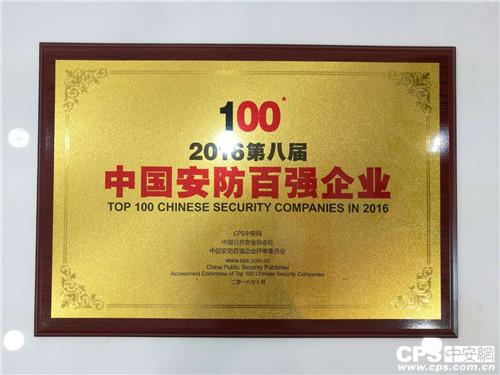 100*
2016第八届
中国安防百强企业
TOP 100 CHINESE SECURITY COMPANIES IN 2016
CPS中安网
中国公共安全杂志社
中国安防百强企业评审委员会
www.cps.com.cn
China Public Security Publisher
Assessment Committee of Top 100 Chinese Security Companies
二零一六年十月
CPS中安網
www.cps.com.cn